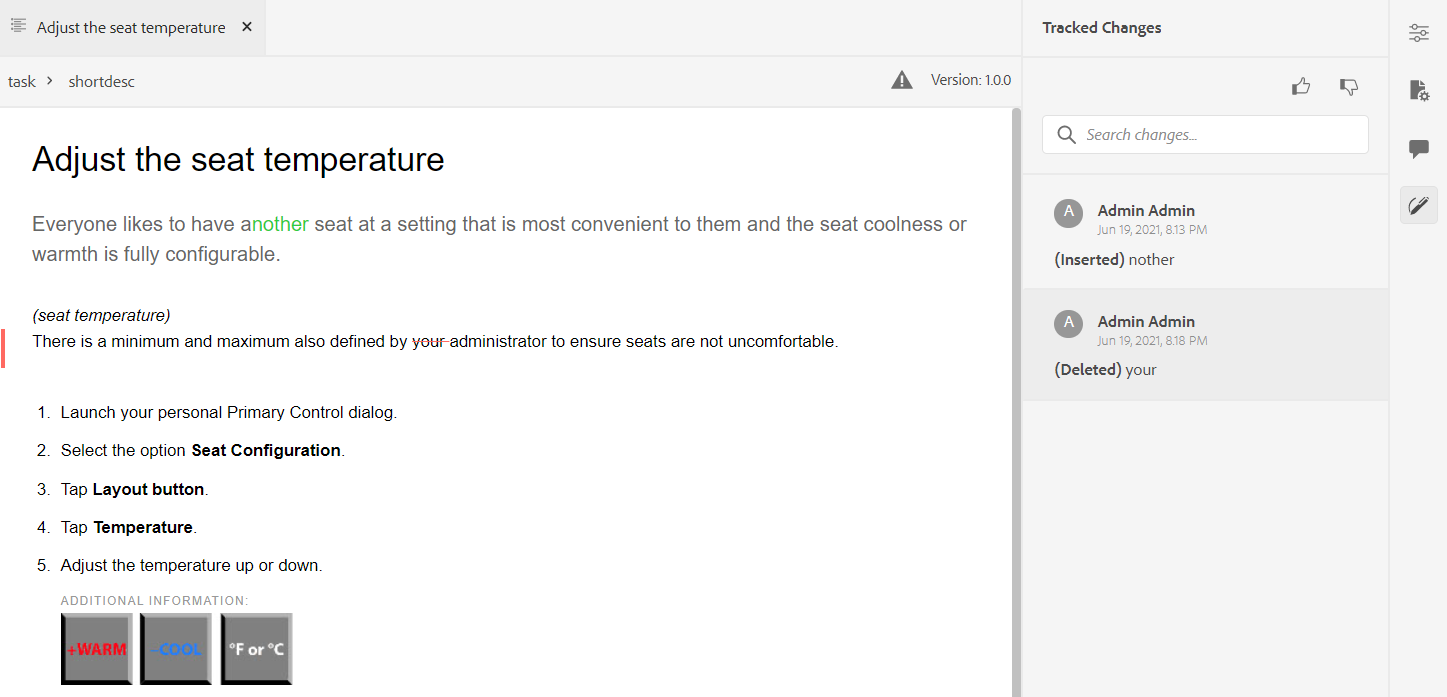 Adjust the seat temperature ×
task > shortdesc
Version: 1.0.0
Adjust the seat temperature
Everyone likes to have another seat at a setting that is most convenient to them and the seat coolness or
warmth is fully configurable.
(seat temperature)
There is a minimum and maximum also defined by your administrator to ensure seats are not uncomfortable.
1. Launch your personal Primary Control dialog.
2. Select the option Seat Configuration.
3. Tap Layout button.
4. Tap Temperature.
5. Adjust the temperature up or down.
ADDITIONAL INFORMATION:
+WARM
−COOL
°F or °C
Tracked Changes
Search changes...
A
Admin Admin
Jun 19, 2021, 8:13 PM
(Inserted) nother
A
Admin Admin
Jun 19, 2021, 8:18 PM
(Deleted) your